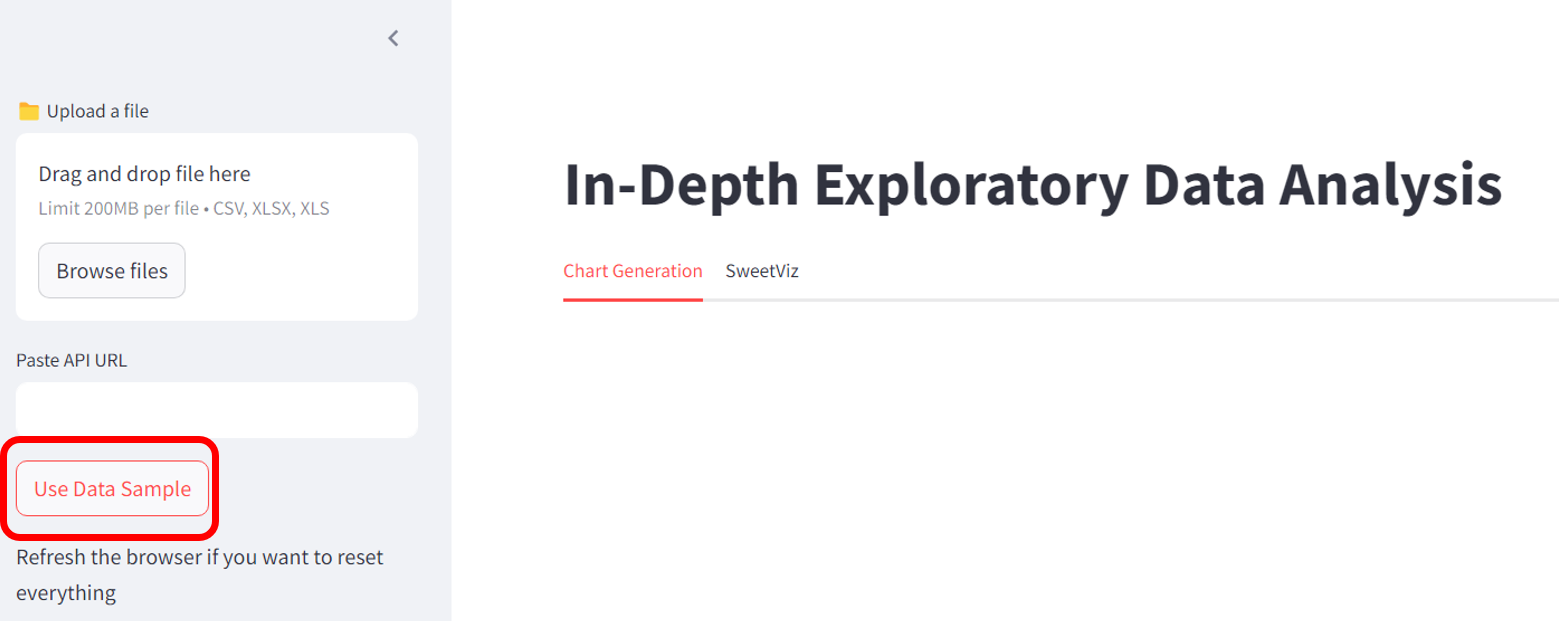 Upload a file
Drag and drop file here
Limit 200MB per file • CSV, XLSX, XLS
Browse files
Paste API URL
Use Data Sample
Refresh the browser if you want to reset
everything
In-Depth Exploratory Data Analysis
Chart Generation SweetViz